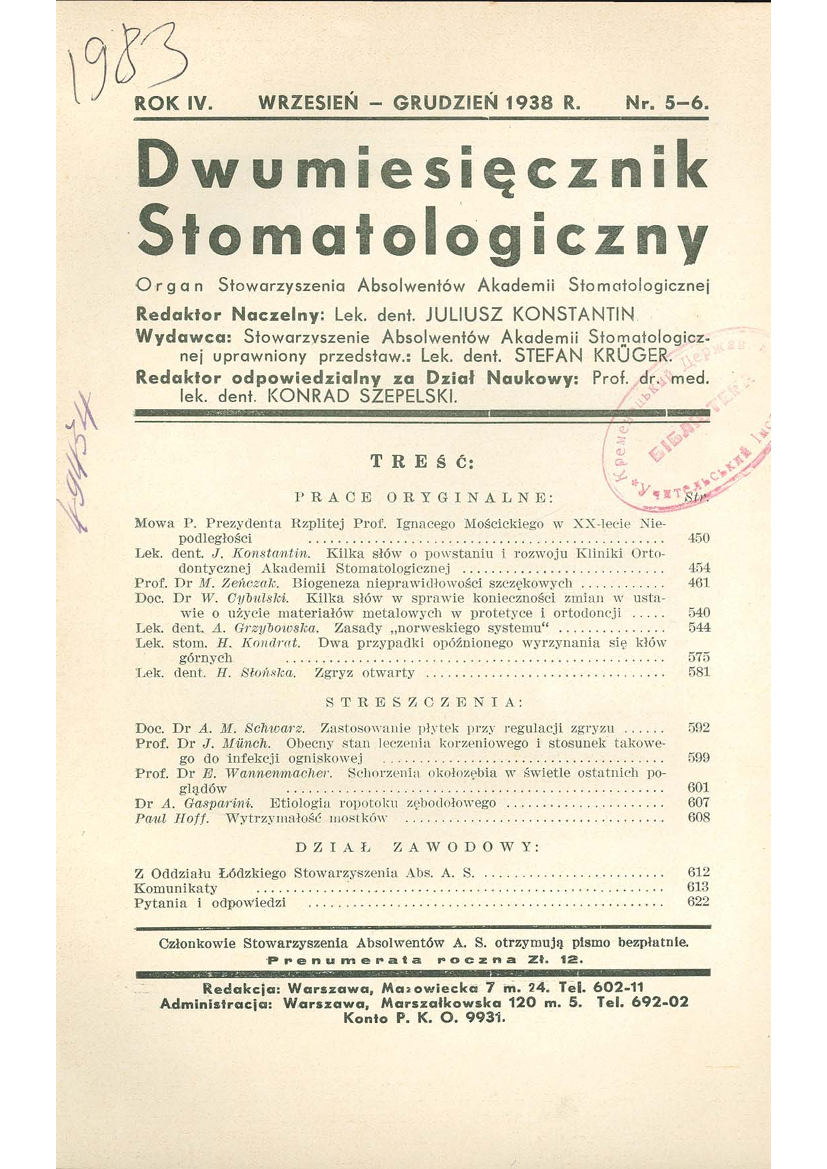 1983
ROK IV. WRZESIEŃ – GRUDZIEŃ 1938 R. Nr. 5–6.
Dwumiesięcznik
Stomatologiczny
Organ Stowarzyszenia Absolwentów Akademii Stomatologicznej
Redaktor Naczelny: Lek. dent. JULIUSZ KONSTANTIN
Wydawca: Stowarzyszenie Absolwentów Akademii Stomatologicz-
nej uprawniony przedstaw.: Lek. dent. STEFAN KRÜGER.
Redaktor odpowiedzialny za Dział Naukowy: Prof. dr. med.
lek. dent. KONRAD SZEPELSKI.
Кременецький Держав
БІБЛІОТЕКА
*Учительський Інс
TREŚĆ:
PRACE ORYGINALNE: Str.
Mowa P. Prezydenta Rzplitej Prof. Ignacego Mościckiego w XX-lecie Nie-
podległości .......... 450
Lek. dent. J. Konstantin. Kilka słów o powstaniu i rozwoju Kliniki Orto-
dontycznej Akademii Stomatologicznej .......... 454
Prof. Dr M. Zeńczak. Biogeneza nieprawidłowości szczękowych .......... 461
Doc. Dr W. Cybulski. Kilka słów w sprawie konieczności zmian w usta-
wie o użycie materiałów metalowych w protetyce i ortodoncji ..... 540
Lek. dent. A. Grzybowska. Zasady „norweskiego systemu“ .......... 544
Lek. stom. H. Kondrat. Dwa przypadki opóźnionego wyrzynania się kłów
górnych .......... 575
Lek. dent. H. Słońska. Zgryz otwarty .......... 581
STRESZCZENIA:
Doc. Dr A. M. Schwarz. Zastosowanie płytek przy regulacji zgryzu ...... 592
Prof. Dr J. Münch. Obecny stan leczenia korzeniowego i stosunek takowe-
go do infekcji ogniskowej .......... 599
Prof. Dr E. Wannenmacher. Schorzenia okołozębia w świetle ostatnich po-
glądów .......... 601
Dr A. Gasparini. Etiologia ropotoku zębodołowego .......... 607
Paul Hoff. Wytrzymałość mostków .......... 608
DZIAŁ ZAWODOWY:
Z Oddziału Łódzkiego Stowarzyszenia Abs. A. S. .......... 612
Komunikaty .......... 613
Pytania i odpowiedzi .......... 622
Członkowie Stowarzyszenia Absolwentów A. S. otrzymują pismo bezpłatnie.
Prenumerata roczna Zł. 12.
Redakcja: Warszawa, Mazowiecka 7 m. 24. Tel. 602-11
Administracja: Warszawa, Marszałkowska 120 m. 5. Tel. 692-02
Konto P. K. O. 9931.